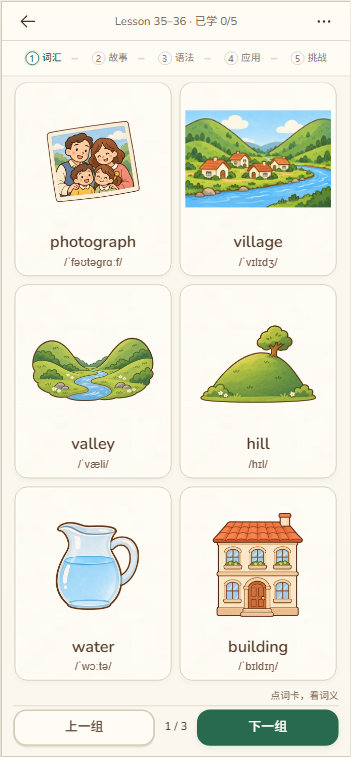 Lesson 35–36 · 已学 0/5
1 词汇 – 2 故事 – 3 语法 – 4 应用 – 5 挑战
photograph village
/ˈfəʊtəɡrɑːf/ /ˈvɪlɪdʒ/
valley hill
/ˈvæli/ /hɪl/
water building
/ˈwɔːtə/ /ˈbɪldɪŋ/
点词卡，看词义
上一组 1 / 3 下一组